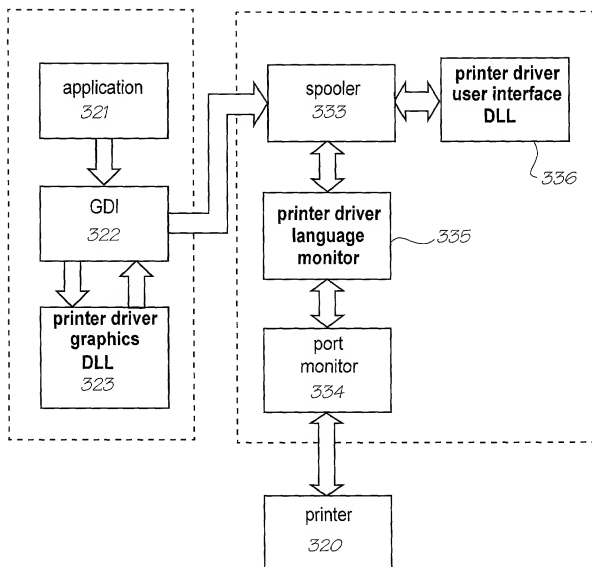 application
321
GDI
322
printer driver
graphics
DLL
323
spooler
333
printer driver
user interface
DLL
336
printer driver
language
monitor
335
port
monitor
334
printer
320